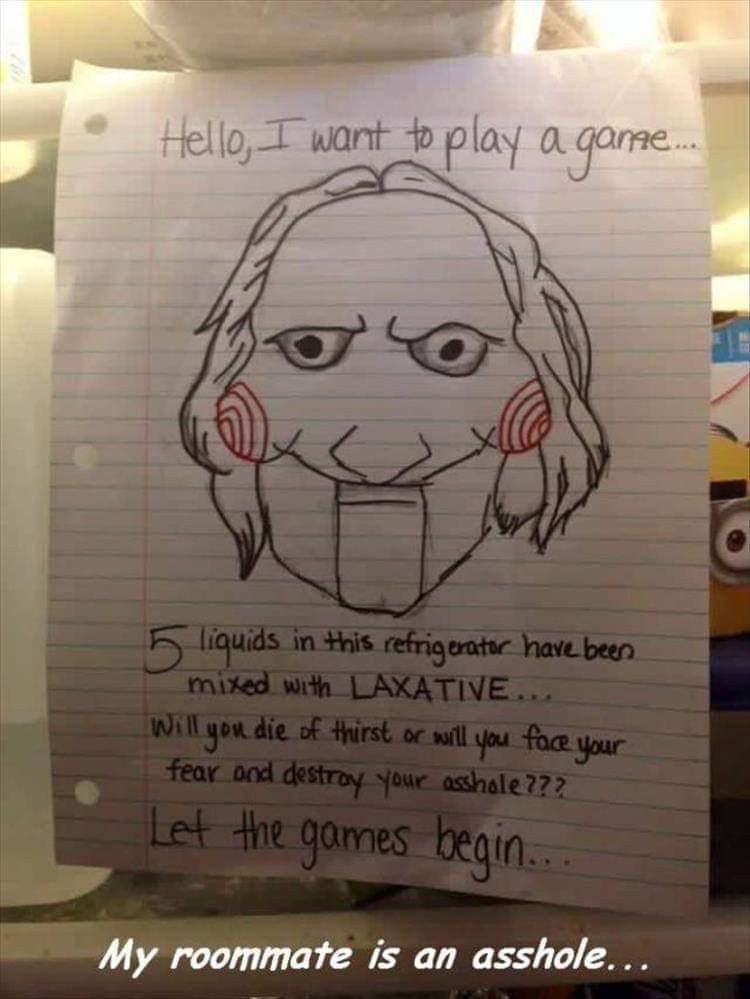 Hello, I want to play a game...
5 liquids in this refrigerator have been
mixed with LAXATIVE...
Will you die of thirst or will you face your
fear and destroy your asshole???
Let the games begin...
My roommate is an asshole...